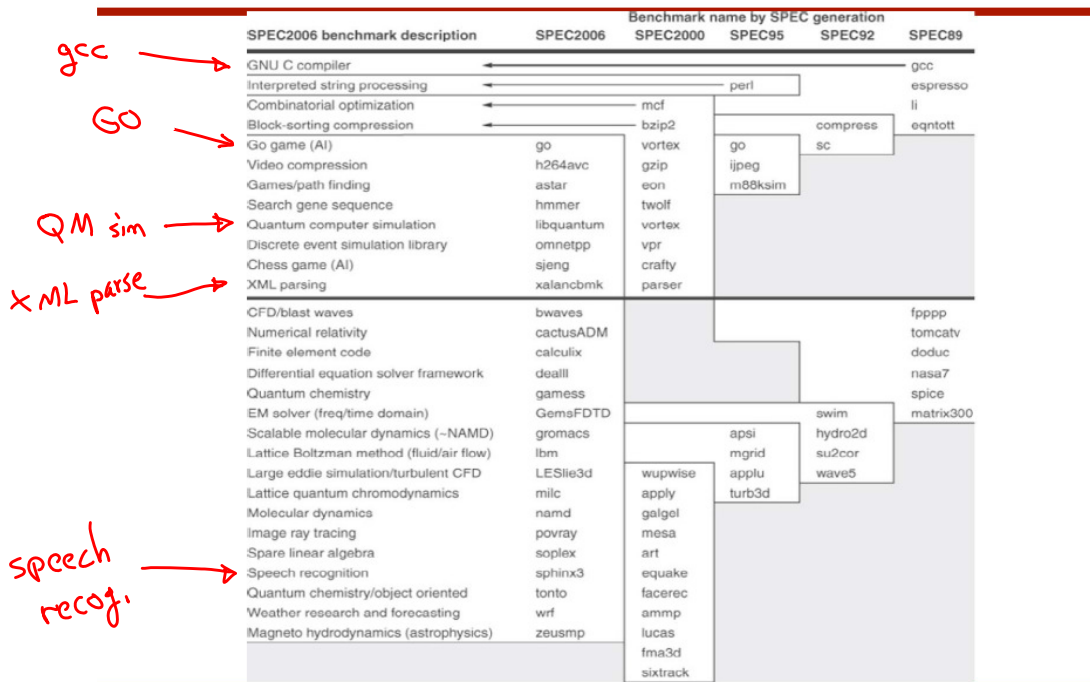 Benchmark name by SPEC generation
SPEC2006 benchmark description SPEC2006 SPEC2000 SPEC95 SPEC92 SPEC89
gcc
GNU C compiler gcc
Interpreted string processing perl espresso
Combinatorial optimization mcf li
GO
Block-sorting compression bzip2 compress eqntott
Go game (AI) go vortex go sc
Video compression h264avc gzip ijpeg
Games/path finding astar eon m88ksim
Search gene sequence hmmer twolf
QM sim
Quantum computer simulation libquantum vortex
Discrete event simulation library omnetpp vpr
Chess game (AI) sjeng crafty
XML parse
XML parsing xalancbmk parser
CFD/blast waves bwaves fpppp
Numerical relativity cactusADM tomcatv
Finite element code calculix doduc
Differential equation solver framework dealII nasa7
Quantum chemistry gamess spice
EM solver (freq/time domain) GemsFDTD swim matrix300
Scalable molecular dynamics (~NAMD) gromacs apsi hydro2d
Lattice Boltzman method (fluid/air flow) lbm mgrid su2cor
Large eddie simulation/turbulent CFD LESlie3d wupwise applu wave5
Lattice quantum chromodynamics milc apply turb3d
Molecular dynamics namd galgel
Image ray tracing povray mesa
Spare linear algebra soplex art
speech
recog.
Speech recognition sphinx3 equake
Quantum chemistry/object oriented tonto facerec
Weather research and forecasting wrf ammp
Magneto hydrodynamics (astrophysics) zeusmp lucas
fma3d
sixtrack